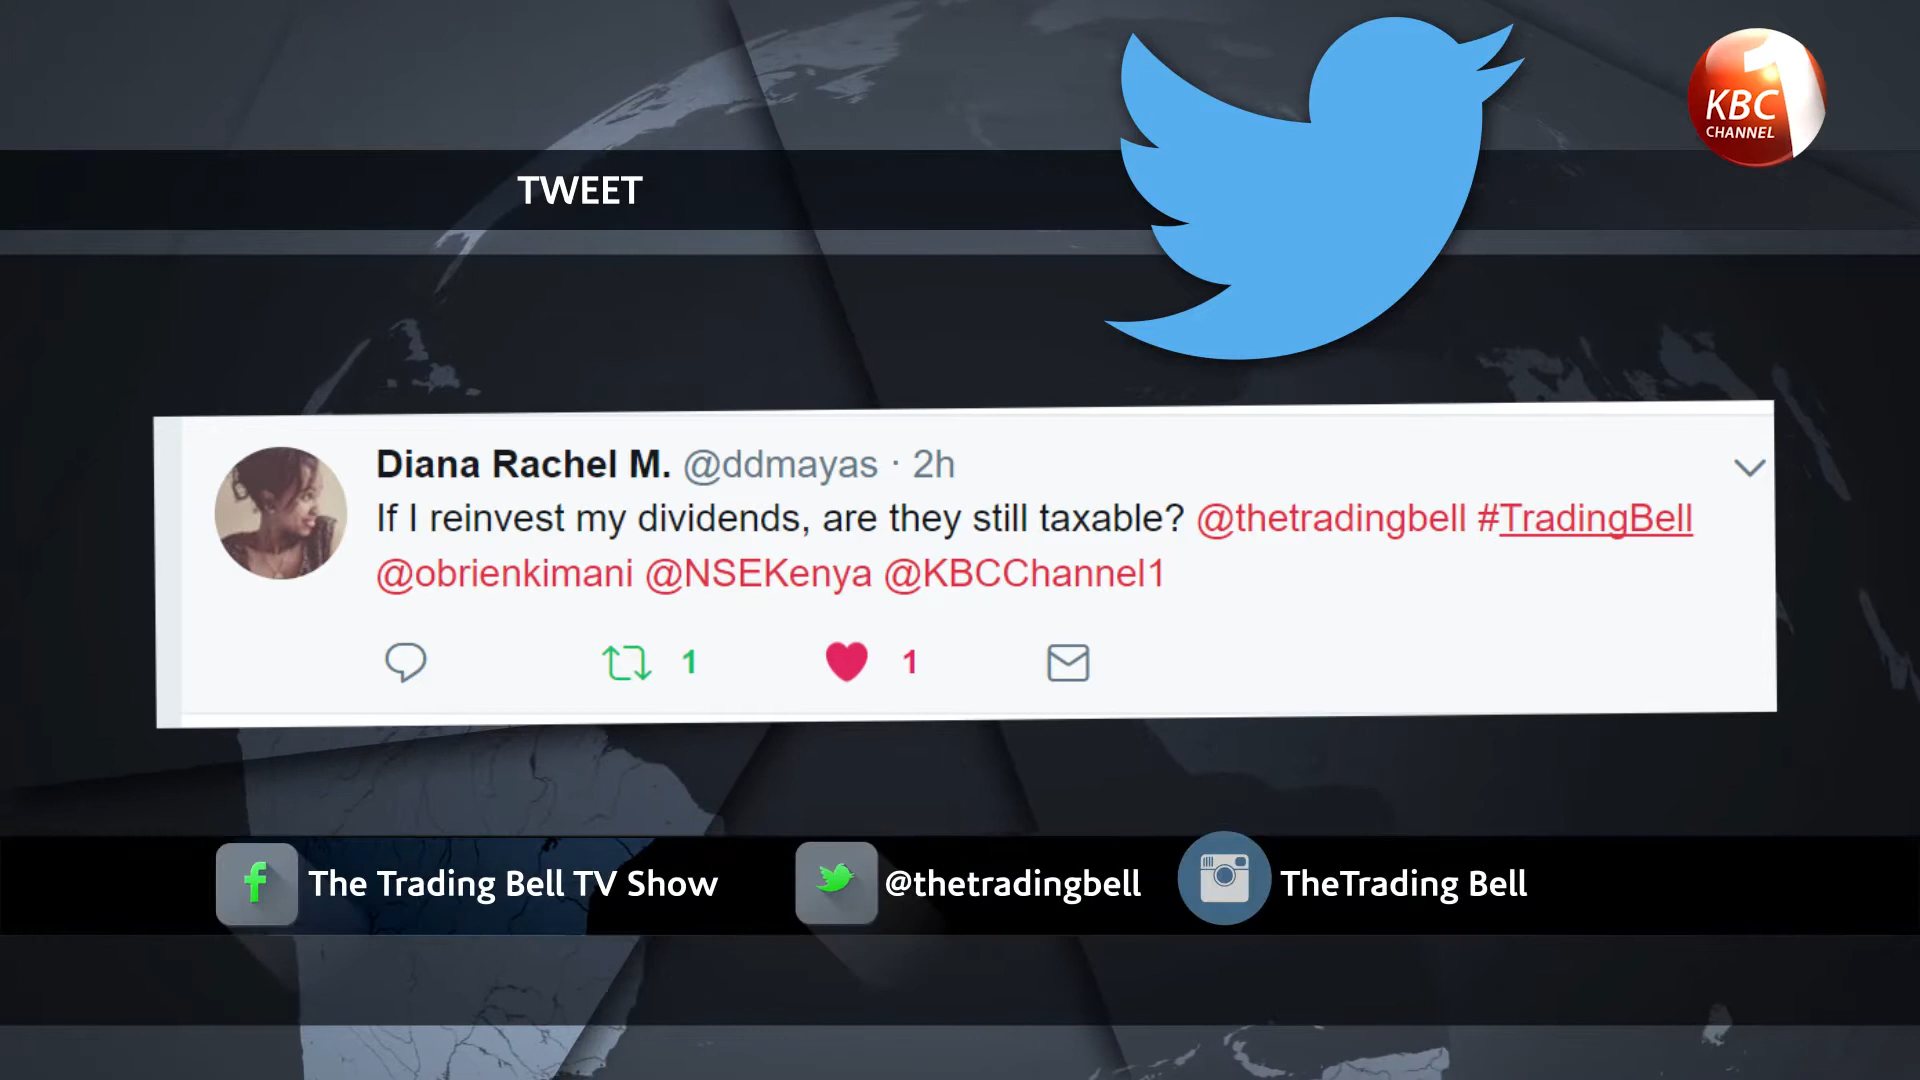 KBC 1
CHANNEL
TWEET
Diana Rachel M. @ddmayas · 2h
If I reinvest my dividends, are they still taxable? @thetradingbell #TradingBell
@obrienkimani @NSEKenya @KBCChannel1
1 1
The Trading Bell TV Show @thetradingbell TheTrading Bell